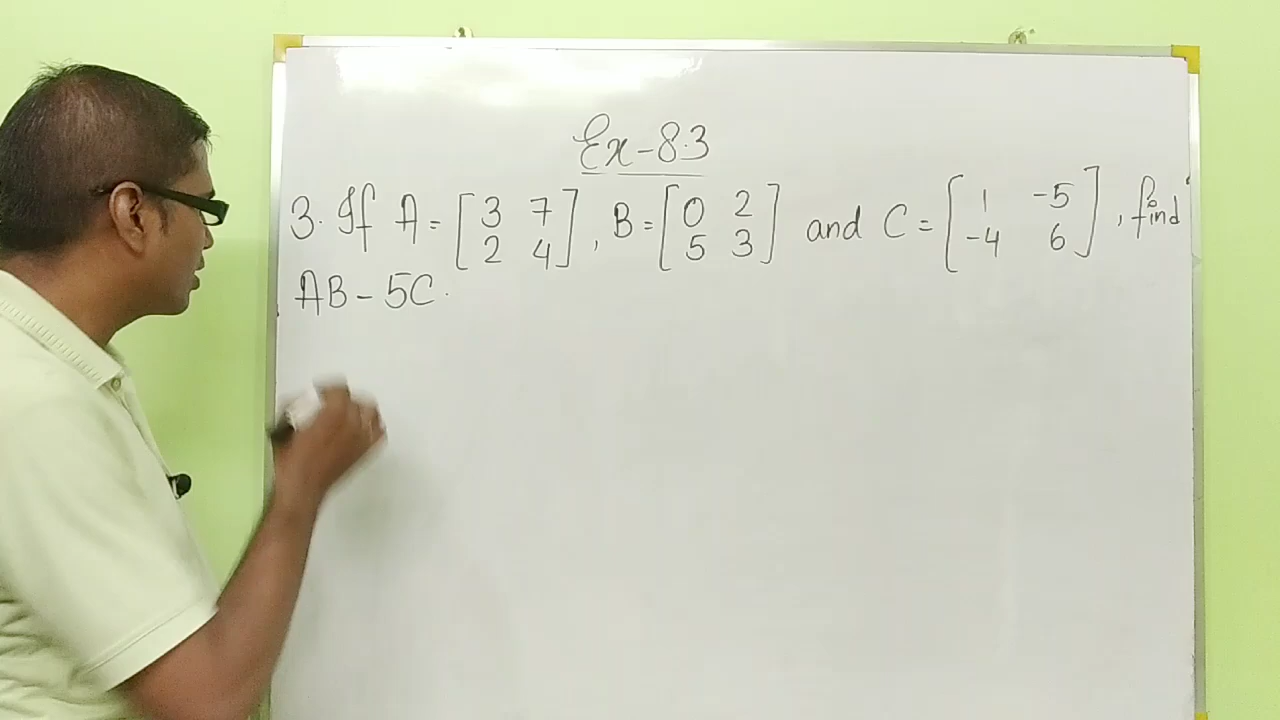 Ex-8.3
3. If A = [3 7 , B = [0 2 and C = [1 -5 , find
2 4] 5 3] -4 6]
AB - 5C.